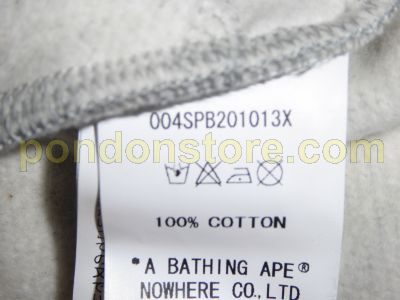 004SPB201013X
pondonstore.com
100% COTTON
*A BATHING APE®
NOWHERE CO.,LTD